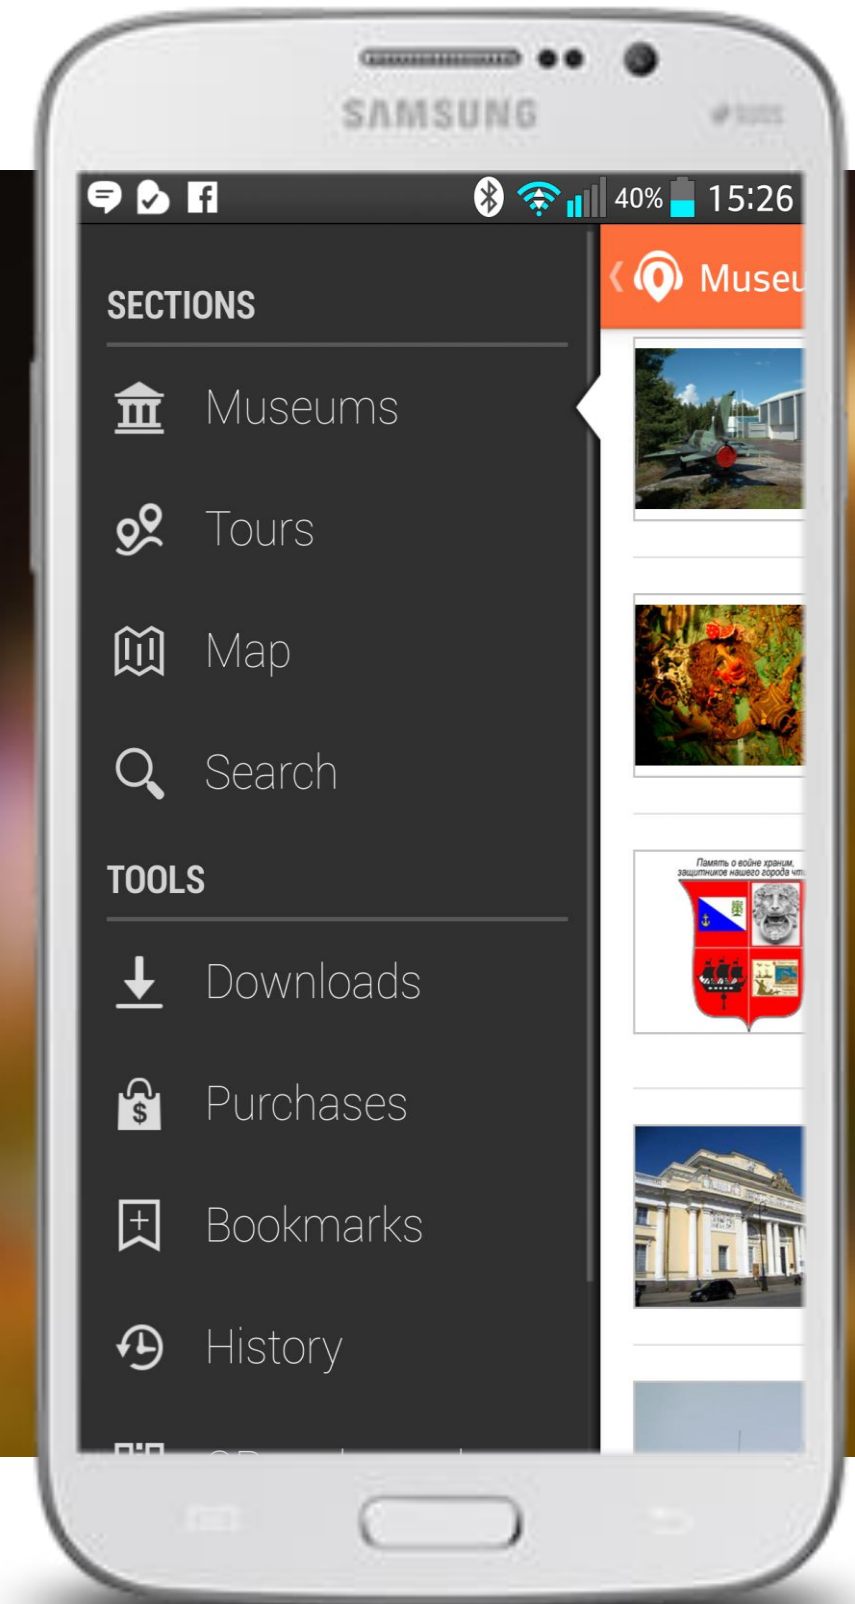 SAMSUNG
40% 15:26
SECTIONS
Museums
Tours
Map
Search
TOOLS
Downloads
Purchases
Bookmarks
History
Museu
Память о войне храним,
защитников нашего города чт